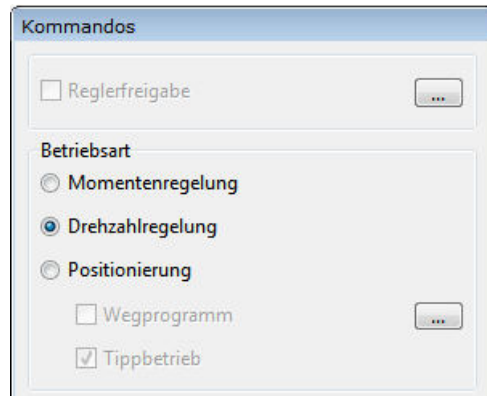 Kommandos
Reglerfreigabe
...
Betriebsart
Momentenregelung
Drehzahlregelung
Positionierung
Wegprogramm
...
Tippbetrieb